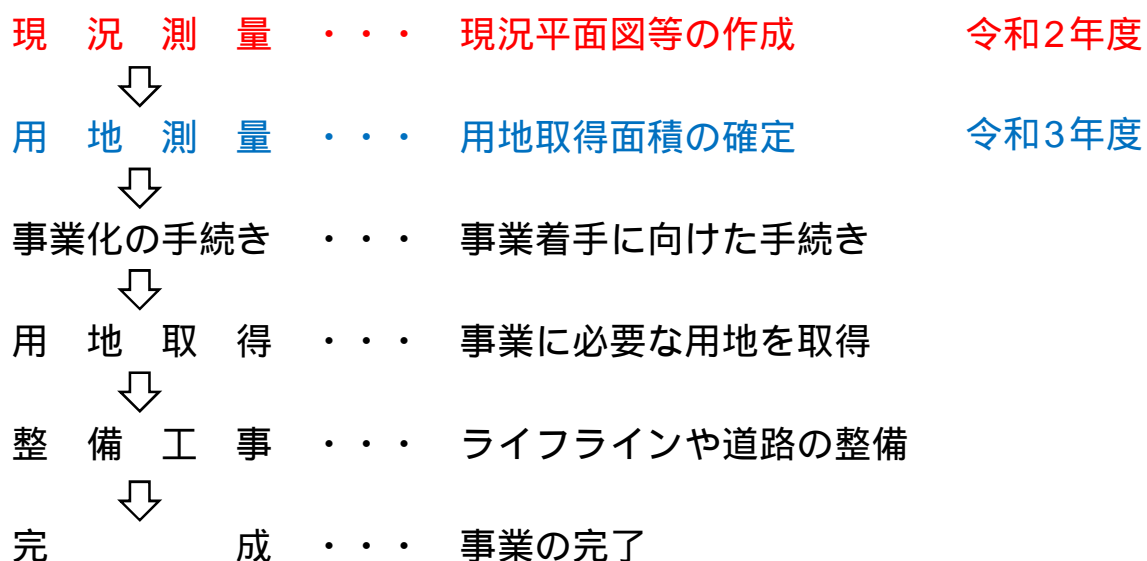 現況測量 ・・・ 現況平面図等の作成 令和2年度
用地測量 ・・・ 用地取得面積の確定 令和3年度
事業化の手続き ・・・ 事業着手に向けた手続き
用地取得 ・・・ 事業に必要な用地を取得
整備工事 ・・・ ライフラインや道路の整備
完成 ・・・ 事業の完了